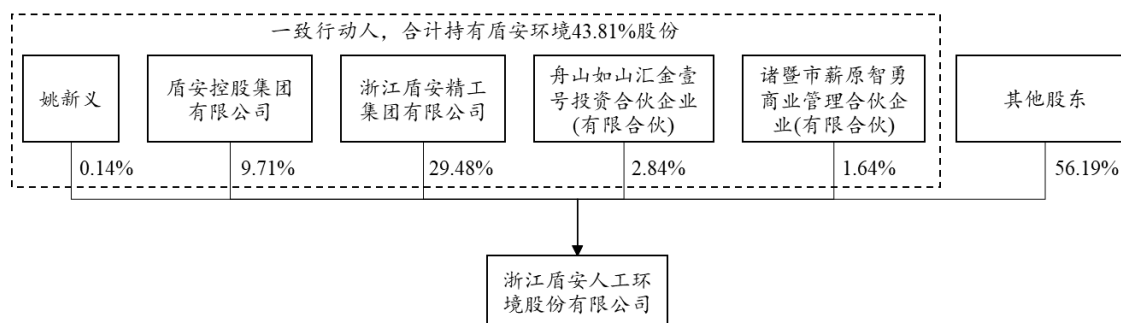 一致行动人，合计持有盾安环境43.81%股份
姚新义
盾安控股集团
有限公司
浙江盾安精工
集团有限公司
舟山如山汇金壹
号投资合伙企业
(有限合伙)
诸暨市薪原智勇
商业管理合伙企
业(有限合伙)
其他股东
0.14%
9.71%
29.48%
2.84%
1.64%
56.19%
浙江盾安人工环
境股份有限公司